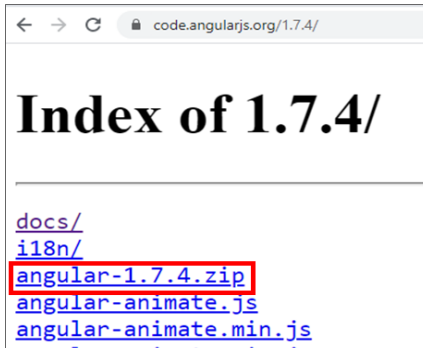 code.angularjs.org/1.7.4/
Index of 1.7.4/
docs/
i18n/
angular-1.7.4.zip
angular-animate.js
angular-animate.min.js